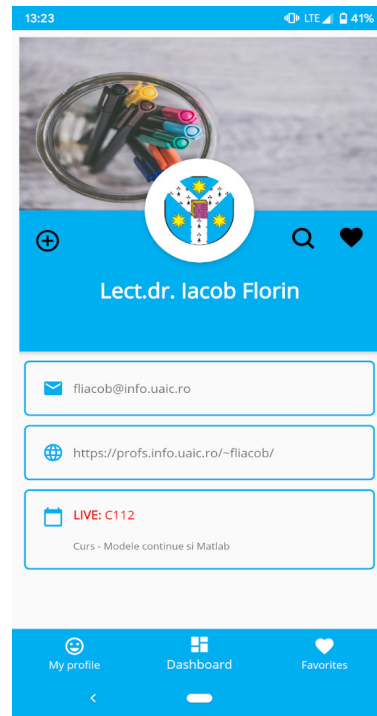 13:23 LTE 41%
Lect.dr. Iacob Florin
fliacob@info.uaic.ro
https://profs.info.uaic.ro/~fliacob/
LIVE: C112
Curs - Modele continue si Matlab
My profile Dashboard Favorites